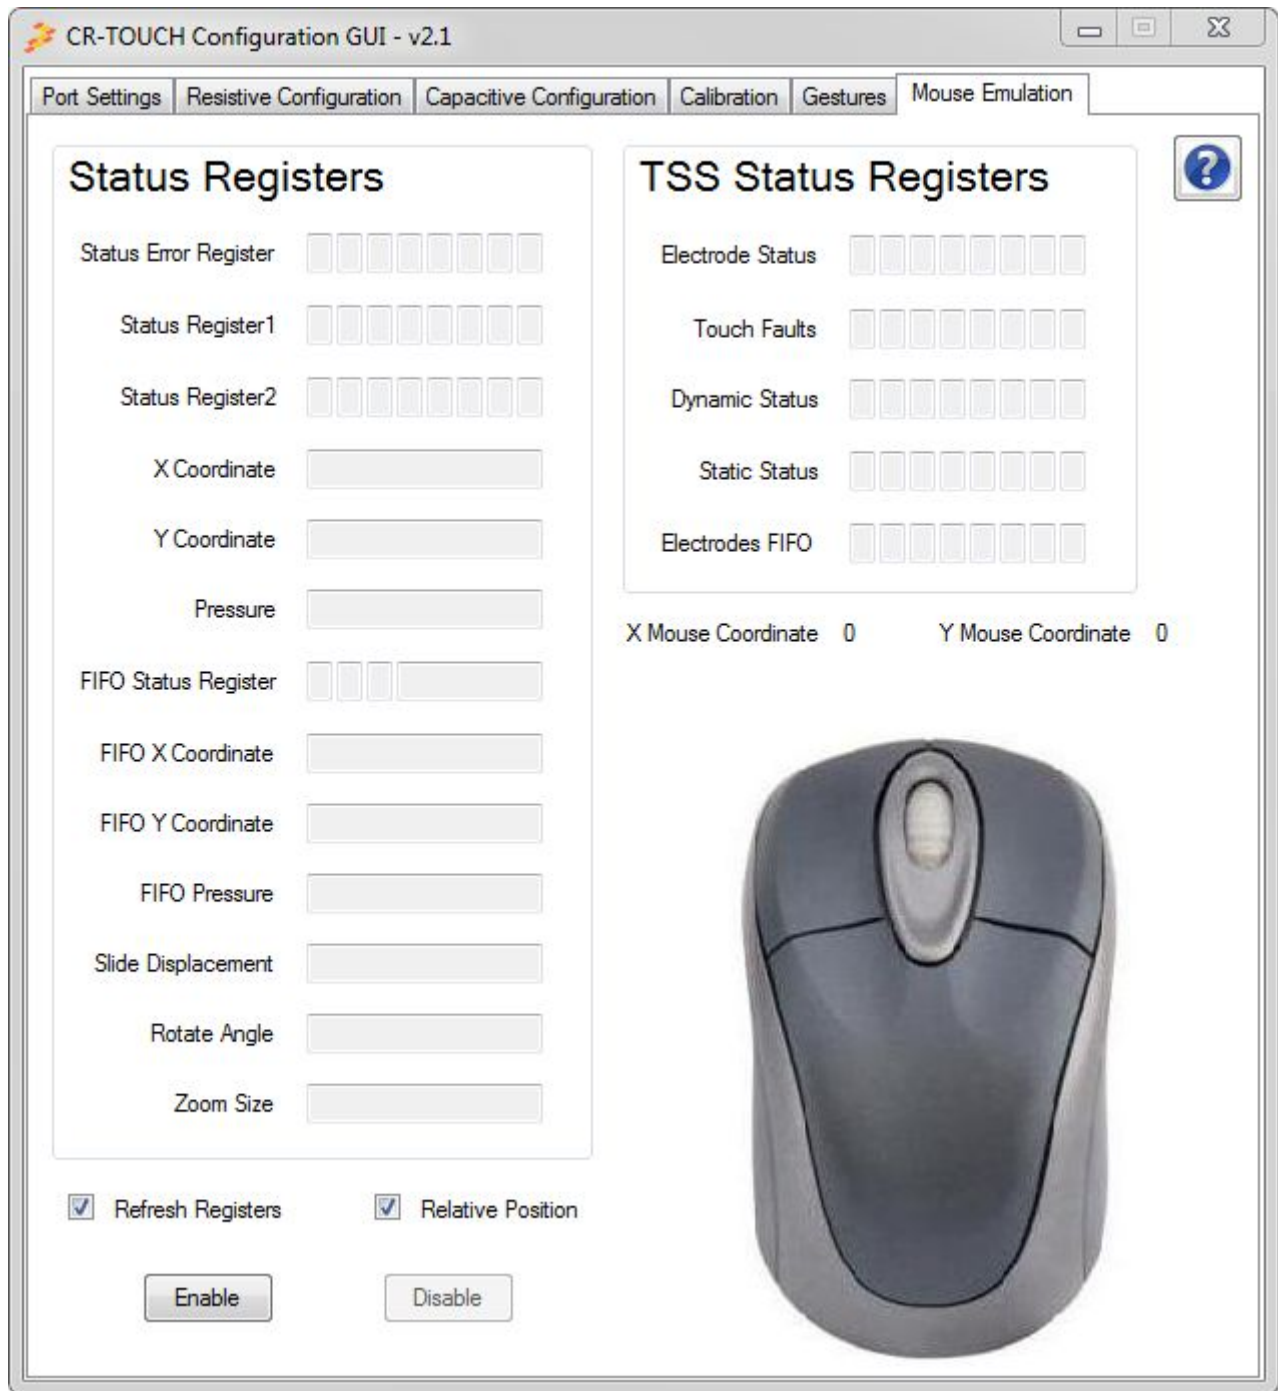 CR-TOUCH Configuration GUI - v2.1
Port Settings Resistive Configuration Capacitive Configuration Calibration Gestures Mouse Emulation
Status Registers
Status Error Register
Status Register1
Status Register2
X Coordinate
Y Coordinate
Pressure
FIFO Status Register
FIFO X Coordinate
FIFO Y Coordinate
FIFO Pressure
Slide Displacement
Rotate Angle
Zoom Size
Refresh Registers Relative Position
Enable Disable
TSS Status Registers
Electrode Status
Touch Faults
Dynamic Status
Static Status
Electrodes FIFO
X Mouse Coordinate 0 Y Mouse Coordinate 0
?